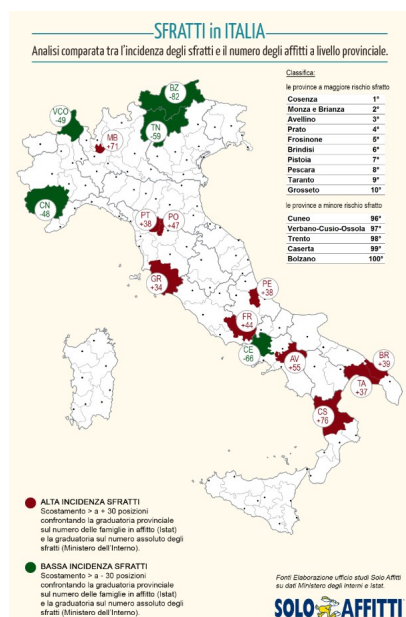 SFRATTI in ITALIA
Analisi comparata tra l'incidenza degli sfratti e il numero degli affitti a livello provinciale.
Classifica:
le province a maggiore rischio sfratto
Cosenza 1°
Monza e Brianza 2°
Avellino 3°
Prato 4°
Frosinone 5°
Brindisi 6°
Pistoia 7°
Pescara 8°
Taranto 9°
Grosseto 10°
le province a minore rischio sfratto
Cuneo 96°
Verbano-Cusio-Ossola 97°
Trento 98°
Caserta 99°
Bolzano 100°
BZ
-82
VCO
-49
TN
-59
MB
+71
CN
-48
PT
+38
PO
+47
GR
+34
PE
+38
FR
+44
CE
-66
AV
+55
BR
+39
TA
+37
CS
+76
ALTA INCIDENZA SFRATTI
Scostamento > a + 30 posizioni
confrontando la graduatoria provinciale
sul numero delle famiglie in affitto (Istat)
e la graduatoria sul numero assoluto degli
sfratti (Ministero dell'Interno).
BASSA INCIDENZA SFRATTI
Scostamento > a - 30 posizioni
confrontando la graduatoria provinciale
sul numero delle famiglie in affitto (Istat)
e la graduatoria sul numero assoluto degli
sfratti (Ministero dell'Interno).
Fonti Elaborazione ufficio studi Solo Affitti
su dati Ministero degli interni e Istat.
SOLO AFFITTI